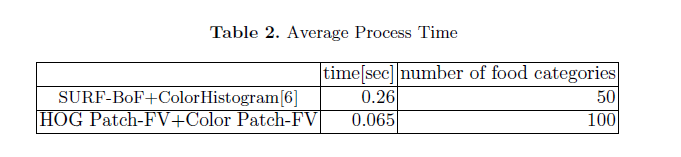 Table 2. Average Process Time
time[sec] number of food categories
SURF-BoF+ColorHistogram[6] 0.26 50
HOG Patch-FV+Color Patch-FV 0.065 100